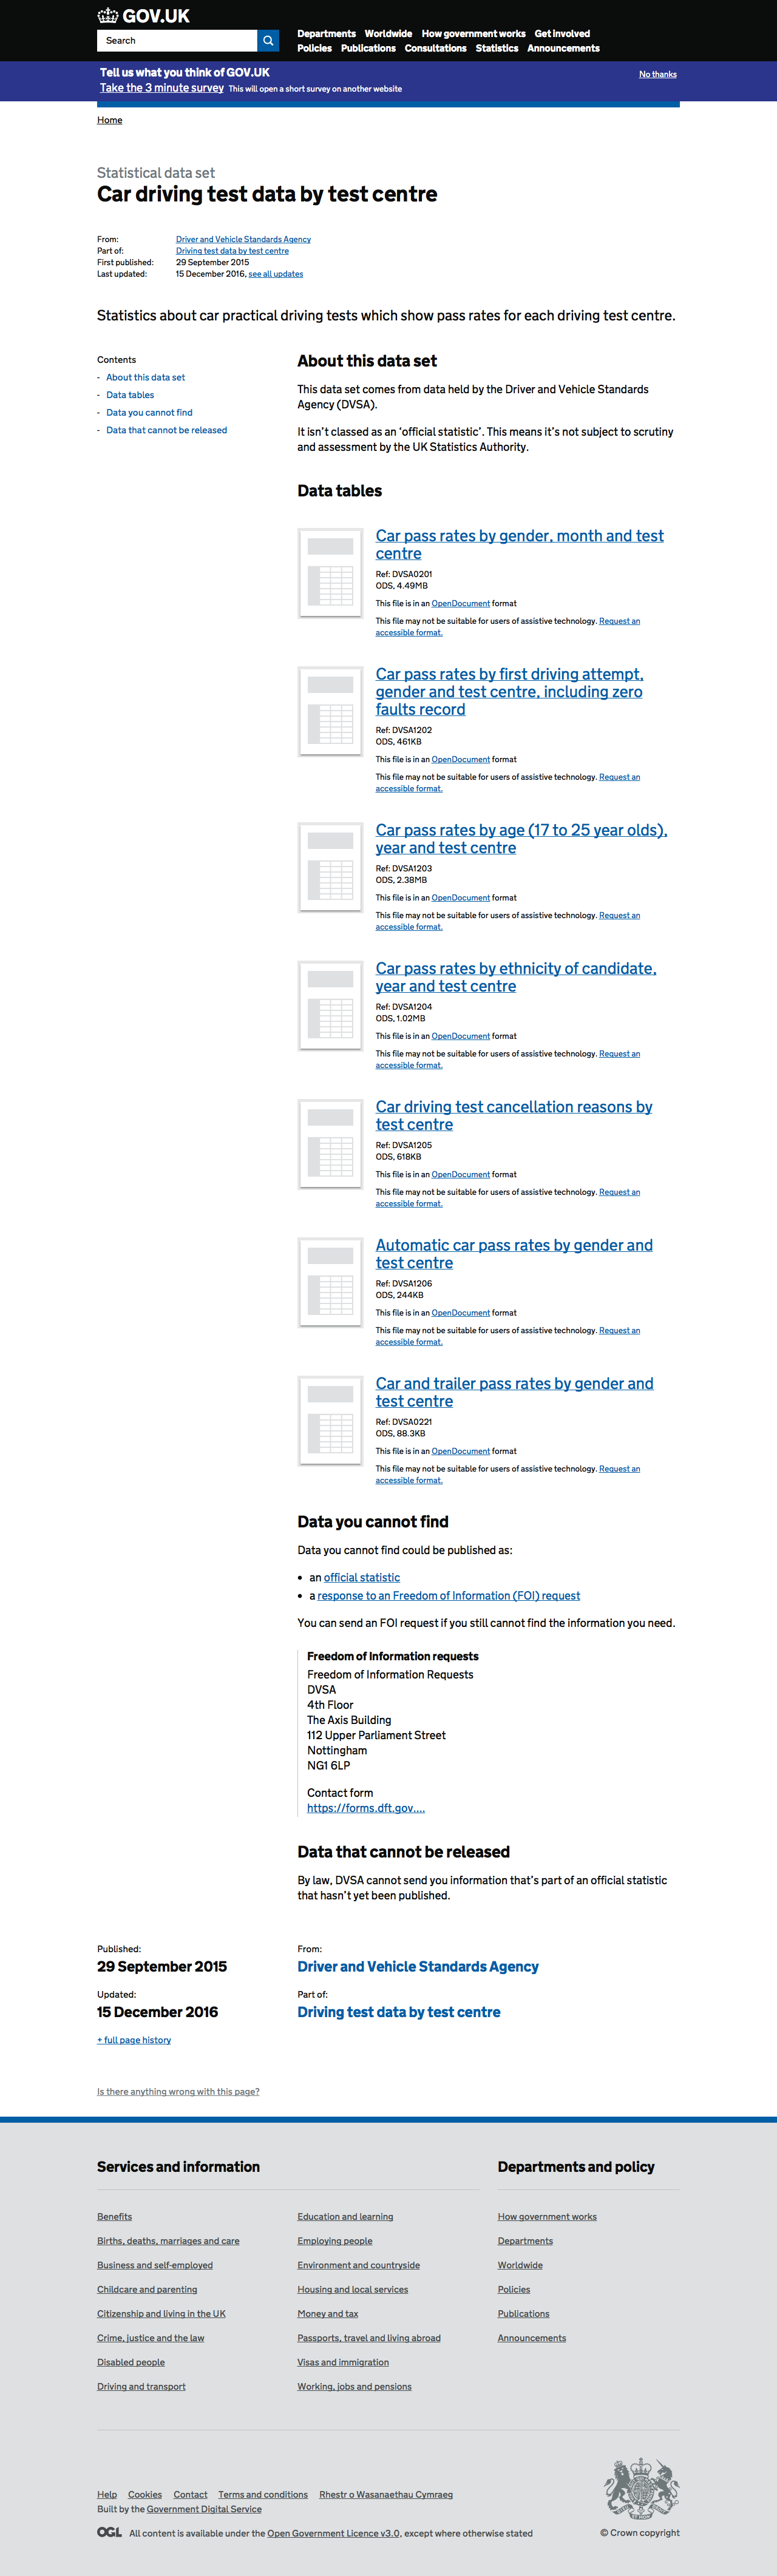 GOV.UK
Search
Departments Worldwide How government works Get involved
Policies Publications Consultations Statistics Announcements
Tell us what you think of GOV.UK
Take the 3 minute survey This will open a short survey on another website
No thanks
Home
Statistical data set
Car driving test data by test centre
From: Driver and Vehicle Standards Agency
Part of: Driving test data by test centre
First published: 29 September 2015
Last updated: 15 December 2016, see all updates
Statistics about car practical driving tests which show pass rates for each driving test centre.
Contents
- About this data set
- Data tables
- Data you cannot find
- Data that cannot be released
About this data set
This data set comes from data held by the Driver and Vehicle Standards
Agency (DVSA).
It isn’t classed as an ‘official statistic’. This means it’s not subject to scrutiny
and assessment by the UK Statistics Authority.
Data tables
Car pass rates by gender, month and test
centre
Ref: DVSA0201
ODS, 4.49MB
This file is in an OpenDocument format
This file may not be suitable for users of assistive technology. Request an
accessible format.
Car pass rates by first driving attempt,
gender and test centre, including zero
faults record
Ref: DVSA1202
ODS, 461KB
This file is in an OpenDocument format
This file may not be suitable for users of assistive technology. Request an
accessible format.
Car pass rates by age (17 to 25 year olds),
year and test centre
Ref: DVSA1203
ODS, 2.38MB
This file is in an OpenDocument format
This file may not be suitable for users of assistive technology. Request an
accessible format.
Car pass rates by ethnicity of candidate,
year and test centre
Ref: DVSA1204
ODS, 1.02MB
This file is in an OpenDocument format
This file may not be suitable for users of assistive technology. Request an
accessible format.
Car driving test cancellation reasons by
test centre
Ref: DVSA1205
ODS, 618KB
This file is in an OpenDocument format
This file may not be suitable for users of assistive technology. Request an
accessible format.
Automatic car pass rates by gender and
test centre
Ref: DVSA1206
ODS, 244KB
This file is in an OpenDocument format
This file may not be suitable for users of assistive technology. Request an
accessible format.
Car and trailer pass rates by gender and
test centre
Ref: DVSA0221
ODS, 88.3KB
This file is in an OpenDocument format
This file may not be suitable for users of assistive technology. Request an
accessible format.
Data you cannot find
Data you cannot find could be published as:
• an official statistic
• a response to an Freedom of Information (FOI) request
You can send an FOI request if you still cannot find the information you need.
Freedom of Information requests
Freedom of Information Requests
DVSA
4th Floor
The Axis Building
112 Upper Parliament Street
Nottingham
NG1 6LP
Contact form
https://forms.dft.gov....
Data that cannot be released
By law, DVSA cannot send you information that’s part of an official statistic
that hasn’t yet been published.
Published:
29 September 2015
From:
Driver and Vehicle Standards Agency
Updated:
15 December 2016
Part of:
Driving test data by test centre
+ full page history
Is there anything wrong with this page?
Services and information
Benefits
Births, deaths, marriages and care
Business and self-employed
Childcare and parenting
Citizenship and living in the UK
Crime, justice and the law
Disabled people
Driving and transport
Education and learning
Employing people
Environment and countryside
Housing and local services
Money and tax
Passports, travel and living abroad
Visas and immigration
Working, jobs and pensions
Departments and policy
How government works
Departments
Worldwide
Policies
Publications
Announcements
Help Cookies Contact Terms and conditions Rhestr o Wasanaethau Cymraeg
Built by the Government Digital Service
OGL All content is available under the Open Government Licence v3.0, except where otherwise stated
© Crown copyright